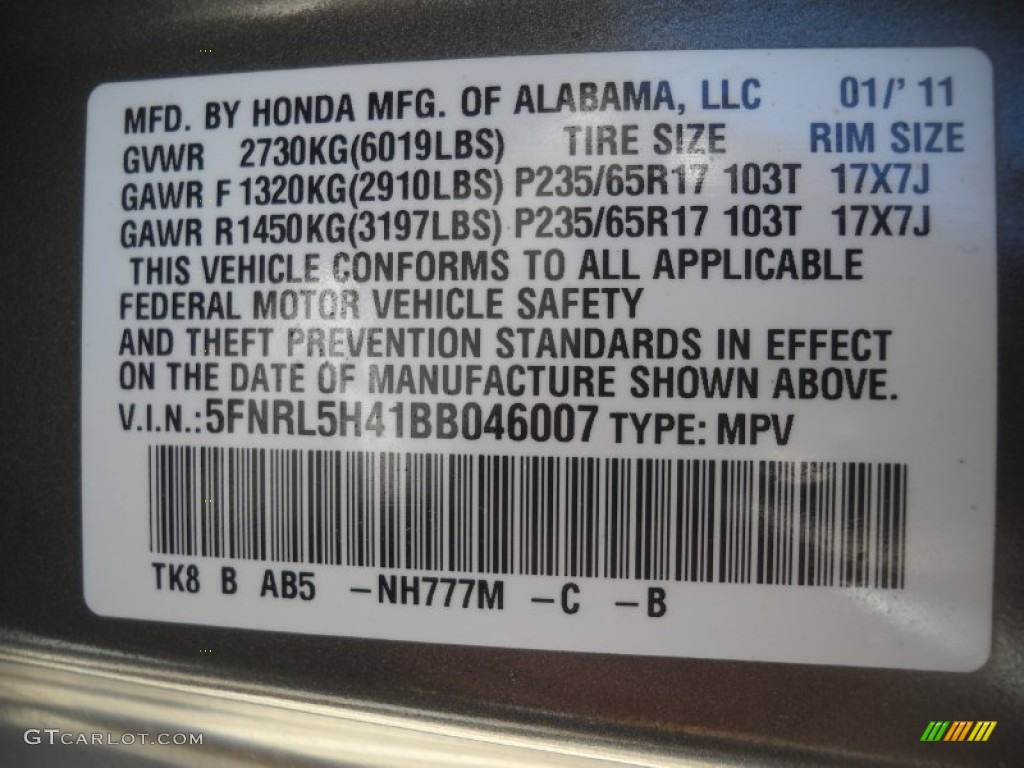 MFD. BY HONDA MFG. OF ALABAMA, LLC 01/' 11
GVWR 2730KG(6019LBS) TIRE SIZE RIM SIZE
GAWR F 1320KG(2910LBS) P235/65R17 103T 17X7J
GAWR R1450KG(3197LBS) P235/65R17 103T 17X7J
THIS VEHICLE CONFORMS TO ALL APPLICABLE
FEDERAL MOTOR VEHICLE SAFETY
AND THEFT PREVENTION STANDARDS IN EFFECT
ON THE DATE OF MANUFACTURE SHOWN ABOVE.
V.I.N.:5FNRL5H41BB046007 TYPE: MPV
TK8 B AB5 -NH777M -C -B
GTCARLOT.COM